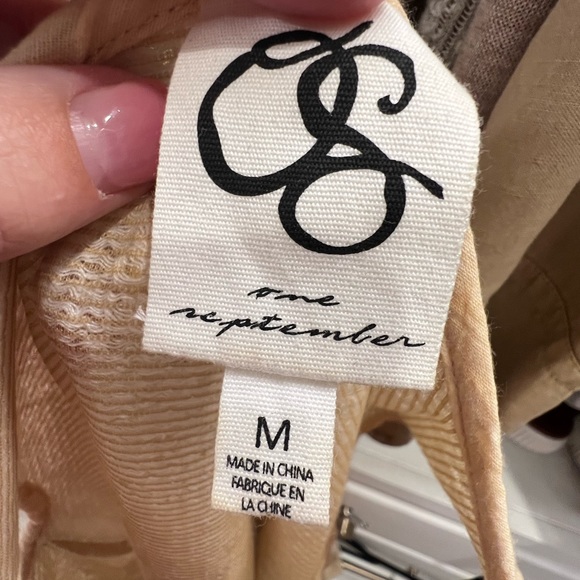 OS
one
september
M
MADE IN CHINA
FABRIQUE EN
LA CHINE